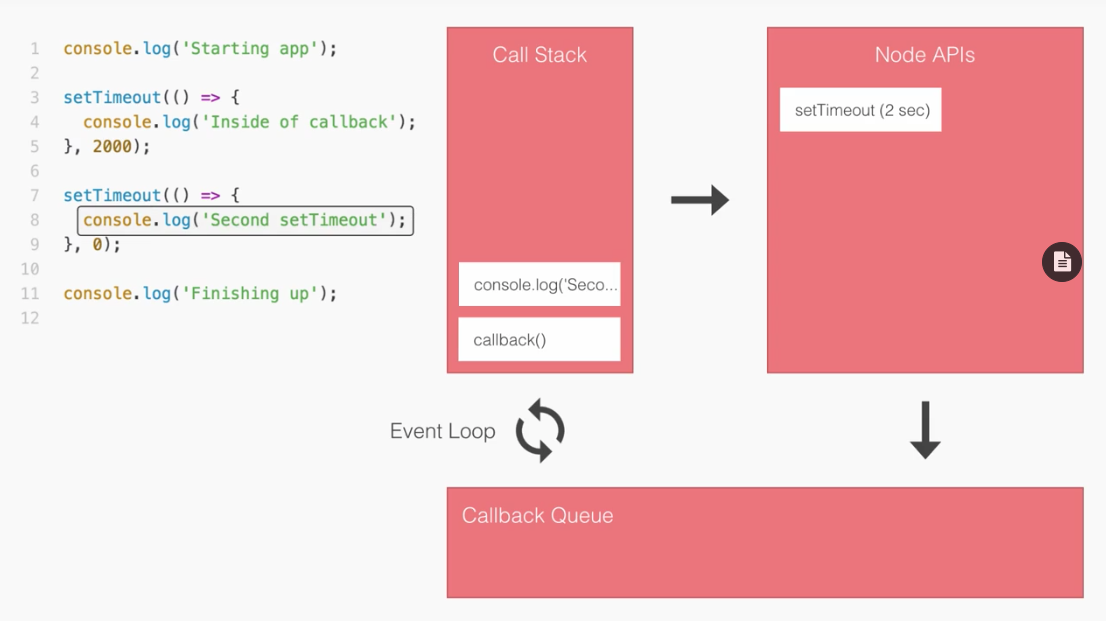 1 console.log('Starting app');
2
3 setTimeout(() => {
4 console.log('Inside of callback');
5 }, 2000);
6
7 setTimeout(() => {
8 console.log('Second setTimeout');
9 }, 0);
10
11 console.log('Finishing up');
12
Call Stack
console.log('Seco...
callback()
Node APIs
setTimeout (2 sec)
Event Loop
Callback Queue